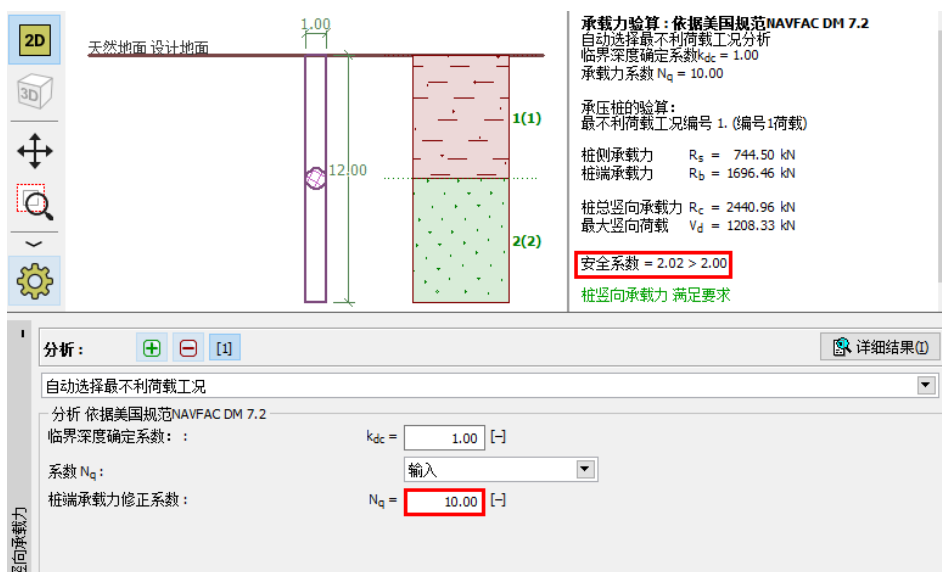 2D
3D
天然地面 设计地面
1.00
12.00
1(1)
2(2)
承载力验算 : 依据美国规范NAVFAC DM 7.2
自动选择最不利荷载工况分析
临界深度确定系数kdc = 1.00
承载力系数 Nq = 10.00
承压桩的验算 :
最不利荷载工况编号 1. (编号1荷载)
桩侧承载力 Rs = 744.50 kN
桩端承载力 Rb = 1696.46 kN
桩总竖向承载力 Rc = 2440.96 kN
最大竖向荷载 Vd = 1208.33 kN
安全系数 = 2.02 > 2.00
桩竖向承载力 满足要求
分析 :
[1]
详细结果(I)
自动选择最不利荷载工况
分析 依据美国规范NAVFAC DM 7.2
临界深度确定系数: :
kdc = 1.00 [–]
系数 Nq :
输入
桩端承载力修正系数 :
Nq = 10.00 [–]
竖向承载力